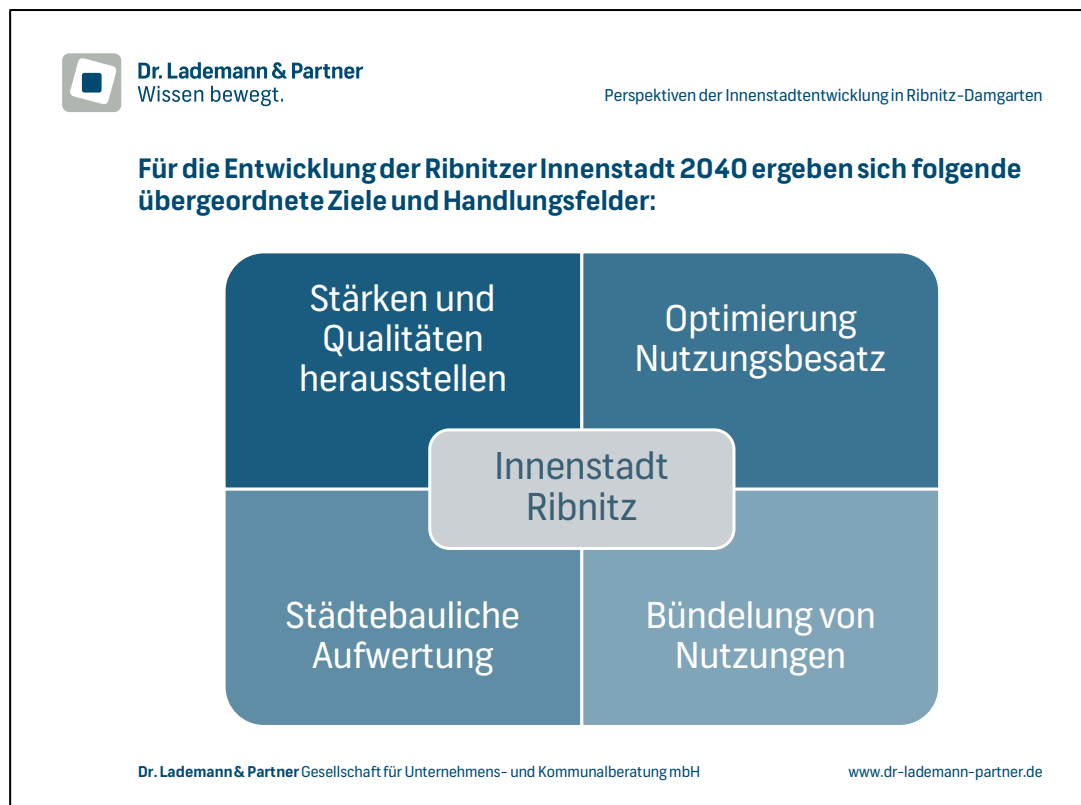 Dr. Lademann & Partner
Wissen bewegt.
Perspektiven der Innenstadtentwicklung in Ribnitz-Damgarten
Für die Entwicklung der Ribnitzer Innenstadt 2040 ergeben sich folgende
übergeordnete Ziele und Handlungsfelder:
Stärken und
Qualitäten
herausstellen
Optimierung
Nutzungsbesatz
Innenstadt
Ribnitz
Städtebauliche
Aufwertung
Bündelung von
Nutzungen
Dr. Lademann & Partner Gesellschaft für Unternehmens- und Kommunalberatung mbH
www.dr-lademann-partner.de